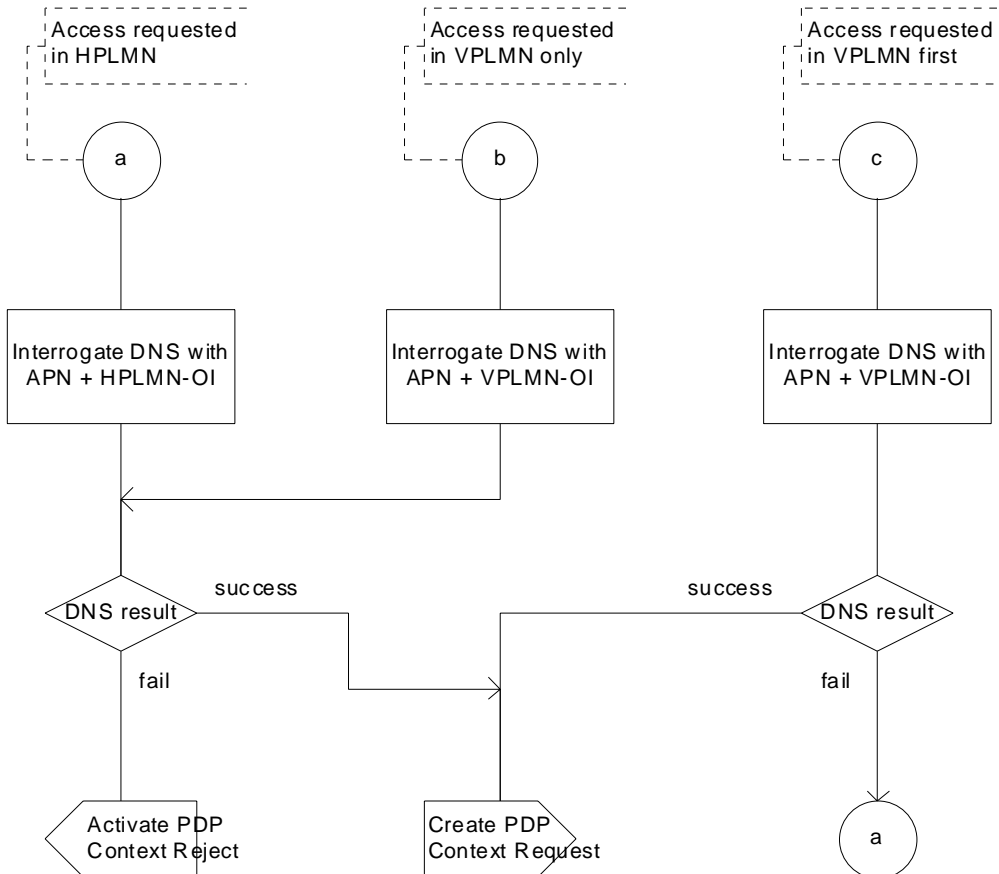 Access requested
in HPLMN
Access requested
in VPLMN only
Access requested
in VPLMN first
a
b
c
Interrogate DNS with
APN + HPLMN-OI
Interrogate DNS with
APN + VPLMN-OI
Interrogate DNS with
APN + VPLMN-OI
DNS result
success
success
DNS result
fail
fail
Activate PDP
Context Reject
Create PDP
Context Request
a